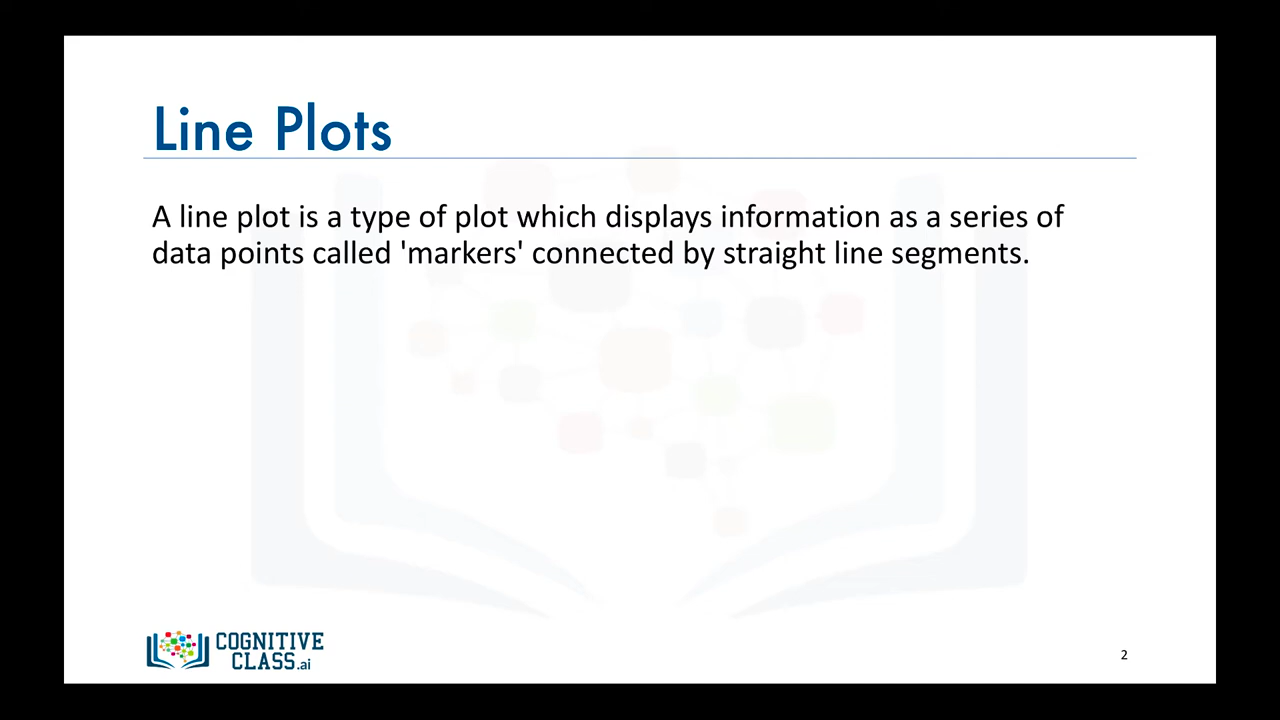 Line Plots
A line plot is a type of plot which displays information as a series of
data points called 'markers' connected by straight line segments.
COGNITIVE
CLASS.ai
2